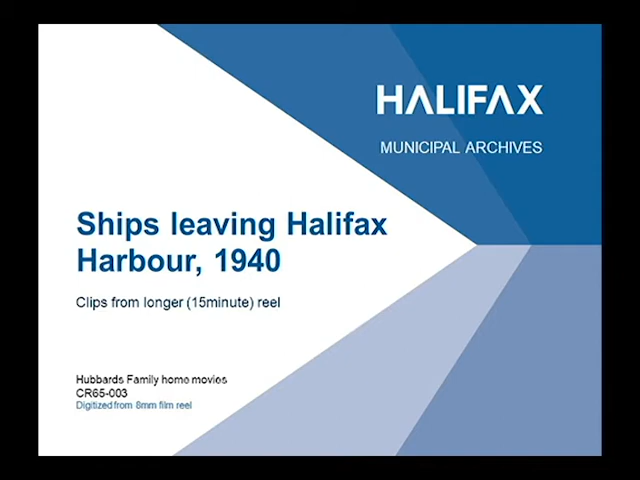 HALIFAX
MUNICIPAL ARCHIVES
Ships leaving Halifax
Harbour, 1940
Clips from longer (15minute) reel
Hubbards Family home movies
CR65-003
Digitized from 8mm film reel